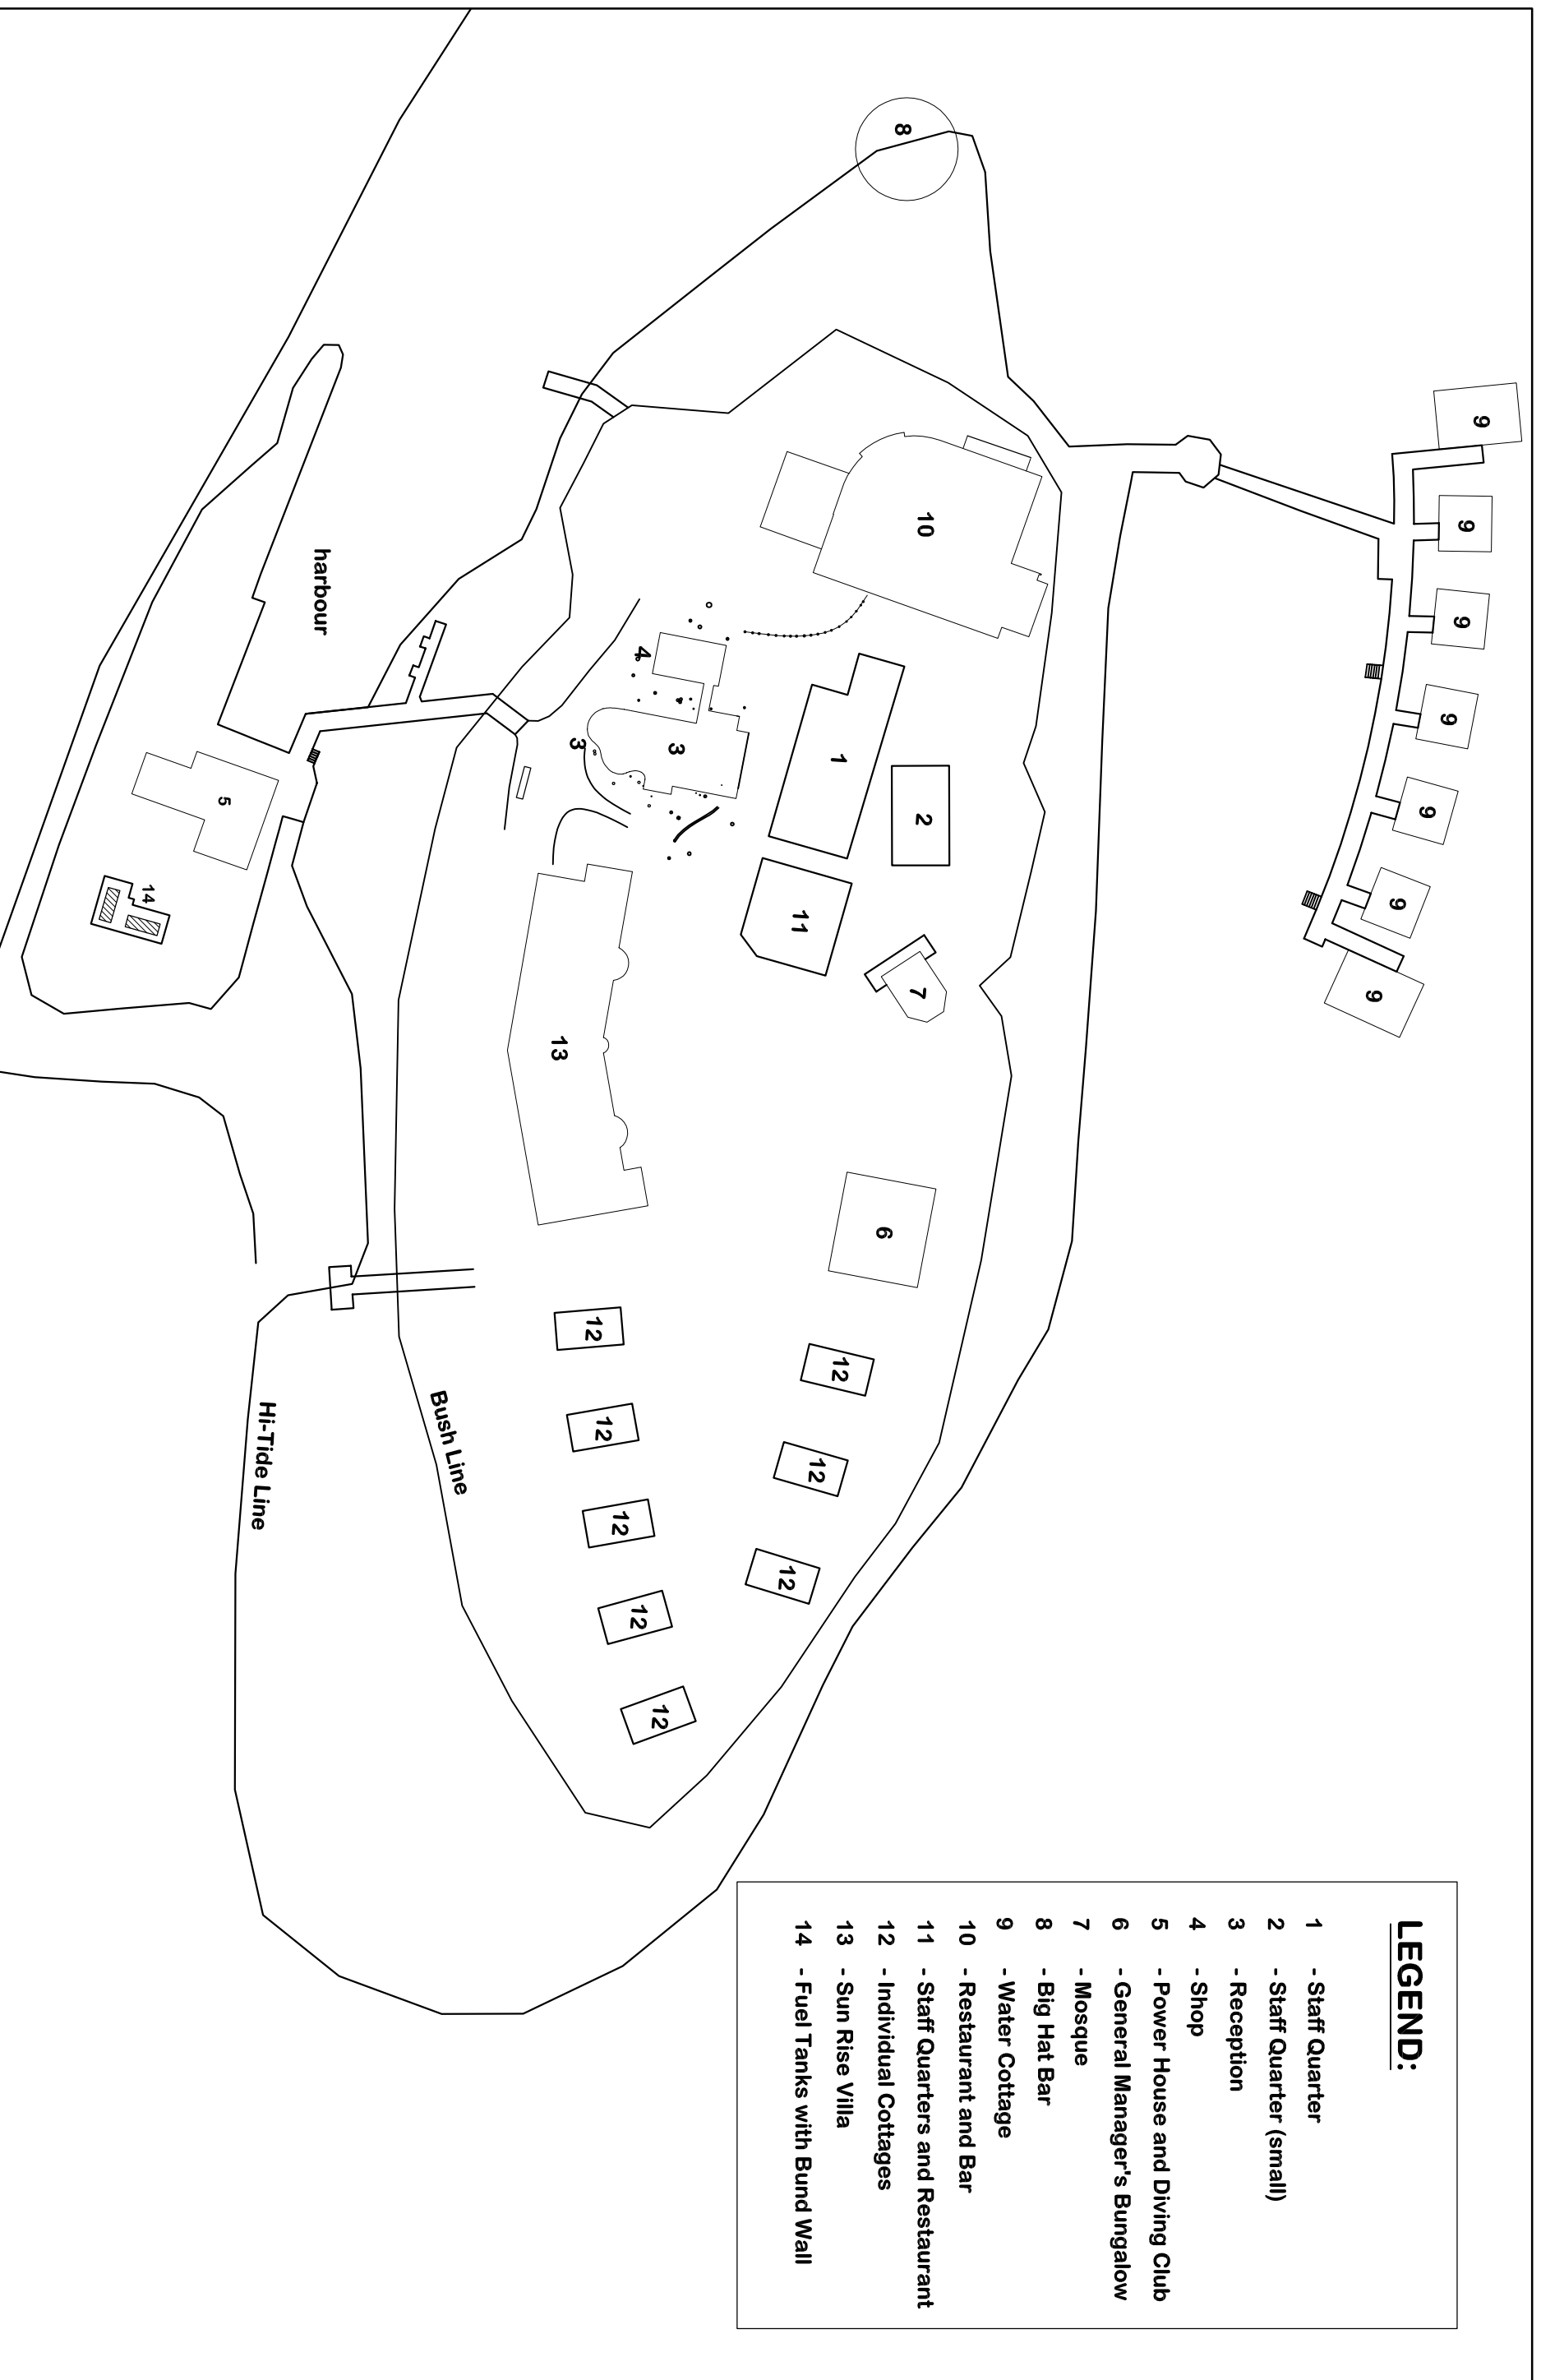 9
9
9
9
9
9
9
8
10
2
7
6
1
11
12
12
12
4
3
3
13
12
12
12
12
12
harbour
Bush Line
Hi-Tide Line
5
14
LEGEND:
1 - Staff Quarter
2 - Staff Quarter (small)
3 - Reception
4 - Shop
5 - Power House and Diving Club
6 - General Manager's Bungalow
7 - Mosque
8 - Big Hat Bar
9 - Water Cottage
10 - Restaurant and Bar
11 - Staff Quarters and Restaurant
12 - Individual Cottages
13 - Sun Rise Villa
14 - Fuel Tanks with Bund Wall